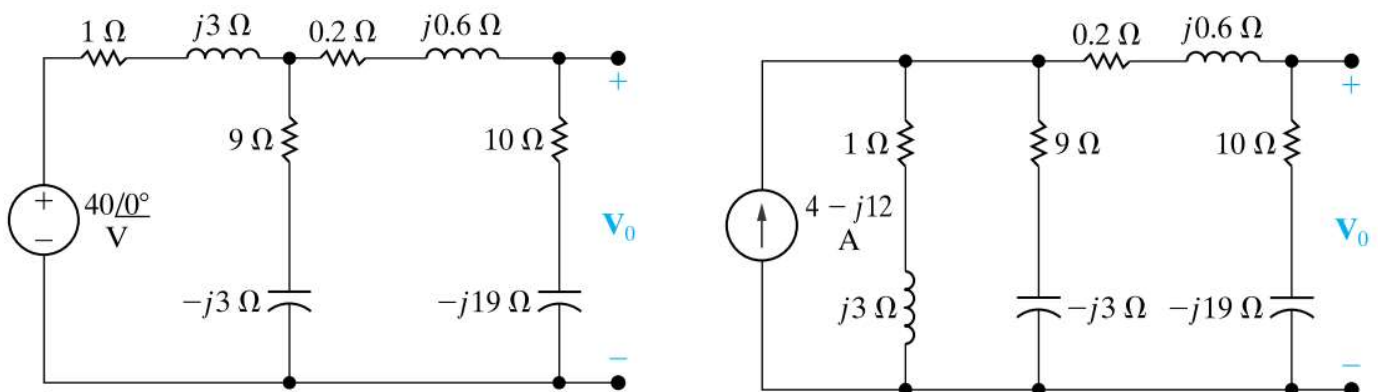 1 Ω j3 Ω 0.2 Ω j0.6 Ω
+
9 Ω 10 Ω
+ 40/0° V₀
− V
−j3 Ω −j19 Ω
−
0.2 Ω j0.6 Ω
+
1 Ω 9 Ω 10 Ω
4 − j12 V₀
A
j3 Ω −j3 Ω −j19 Ω
−